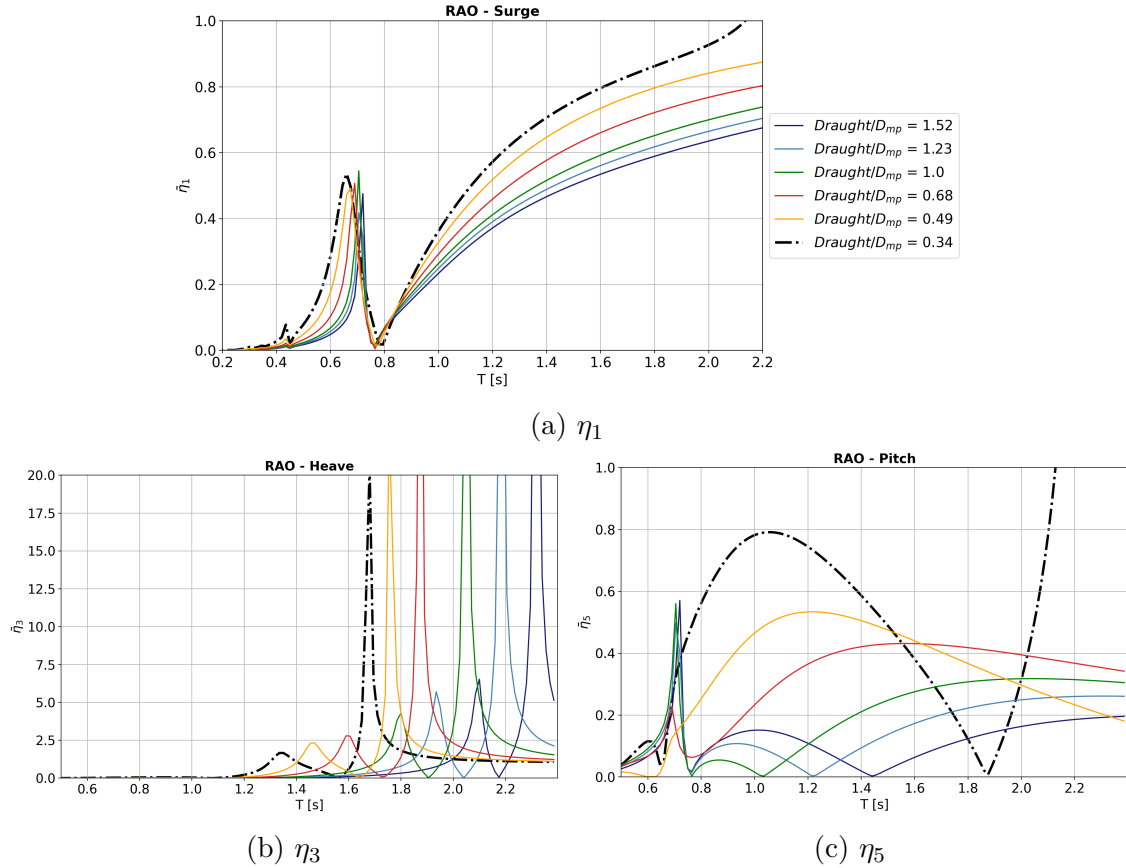 RAO - Surge
1.0
0.8
0.6
0.4
0.2
0.0
η̄₁
0.2 0.4 0.6 0.8 1.0 1.2 1.4 1.6 1.8 2.0 2.2
T [s]
Draught/D_mp = 1.52
Draught/D_mp = 1.23
Draught/D_mp = 1.0
Draught/D_mp = 0.68
Draught/D_mp = 0.49
Draught/D_mp = 0.34
(a) η₁
RAO - Heave
20.0
17.5
15.0
12.5
10.0
7.5
5.0
2.5
0.0
η̄₃
0.6 0.8 1.0 1.2 1.4 1.6 1.8 2.0 2.2
T [s]
(b) η₃
RAO - Pitch
1.0
0.8
0.6
0.4
0.2
0.0
η̄₅
0.6 0.8 1.0 1.2 1.4 1.6 1.8 2.0 2.2
T [s]
(c) η₅